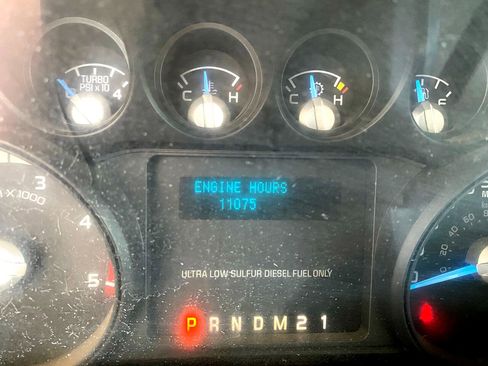 TURBO
PSI X 10
4
C H
C H
F
ENGINE HOURS
11075
X1000
3
4
5
ULTRA LOW SULFUR DIESEL FUEL ONLY
P R N D M 2 1